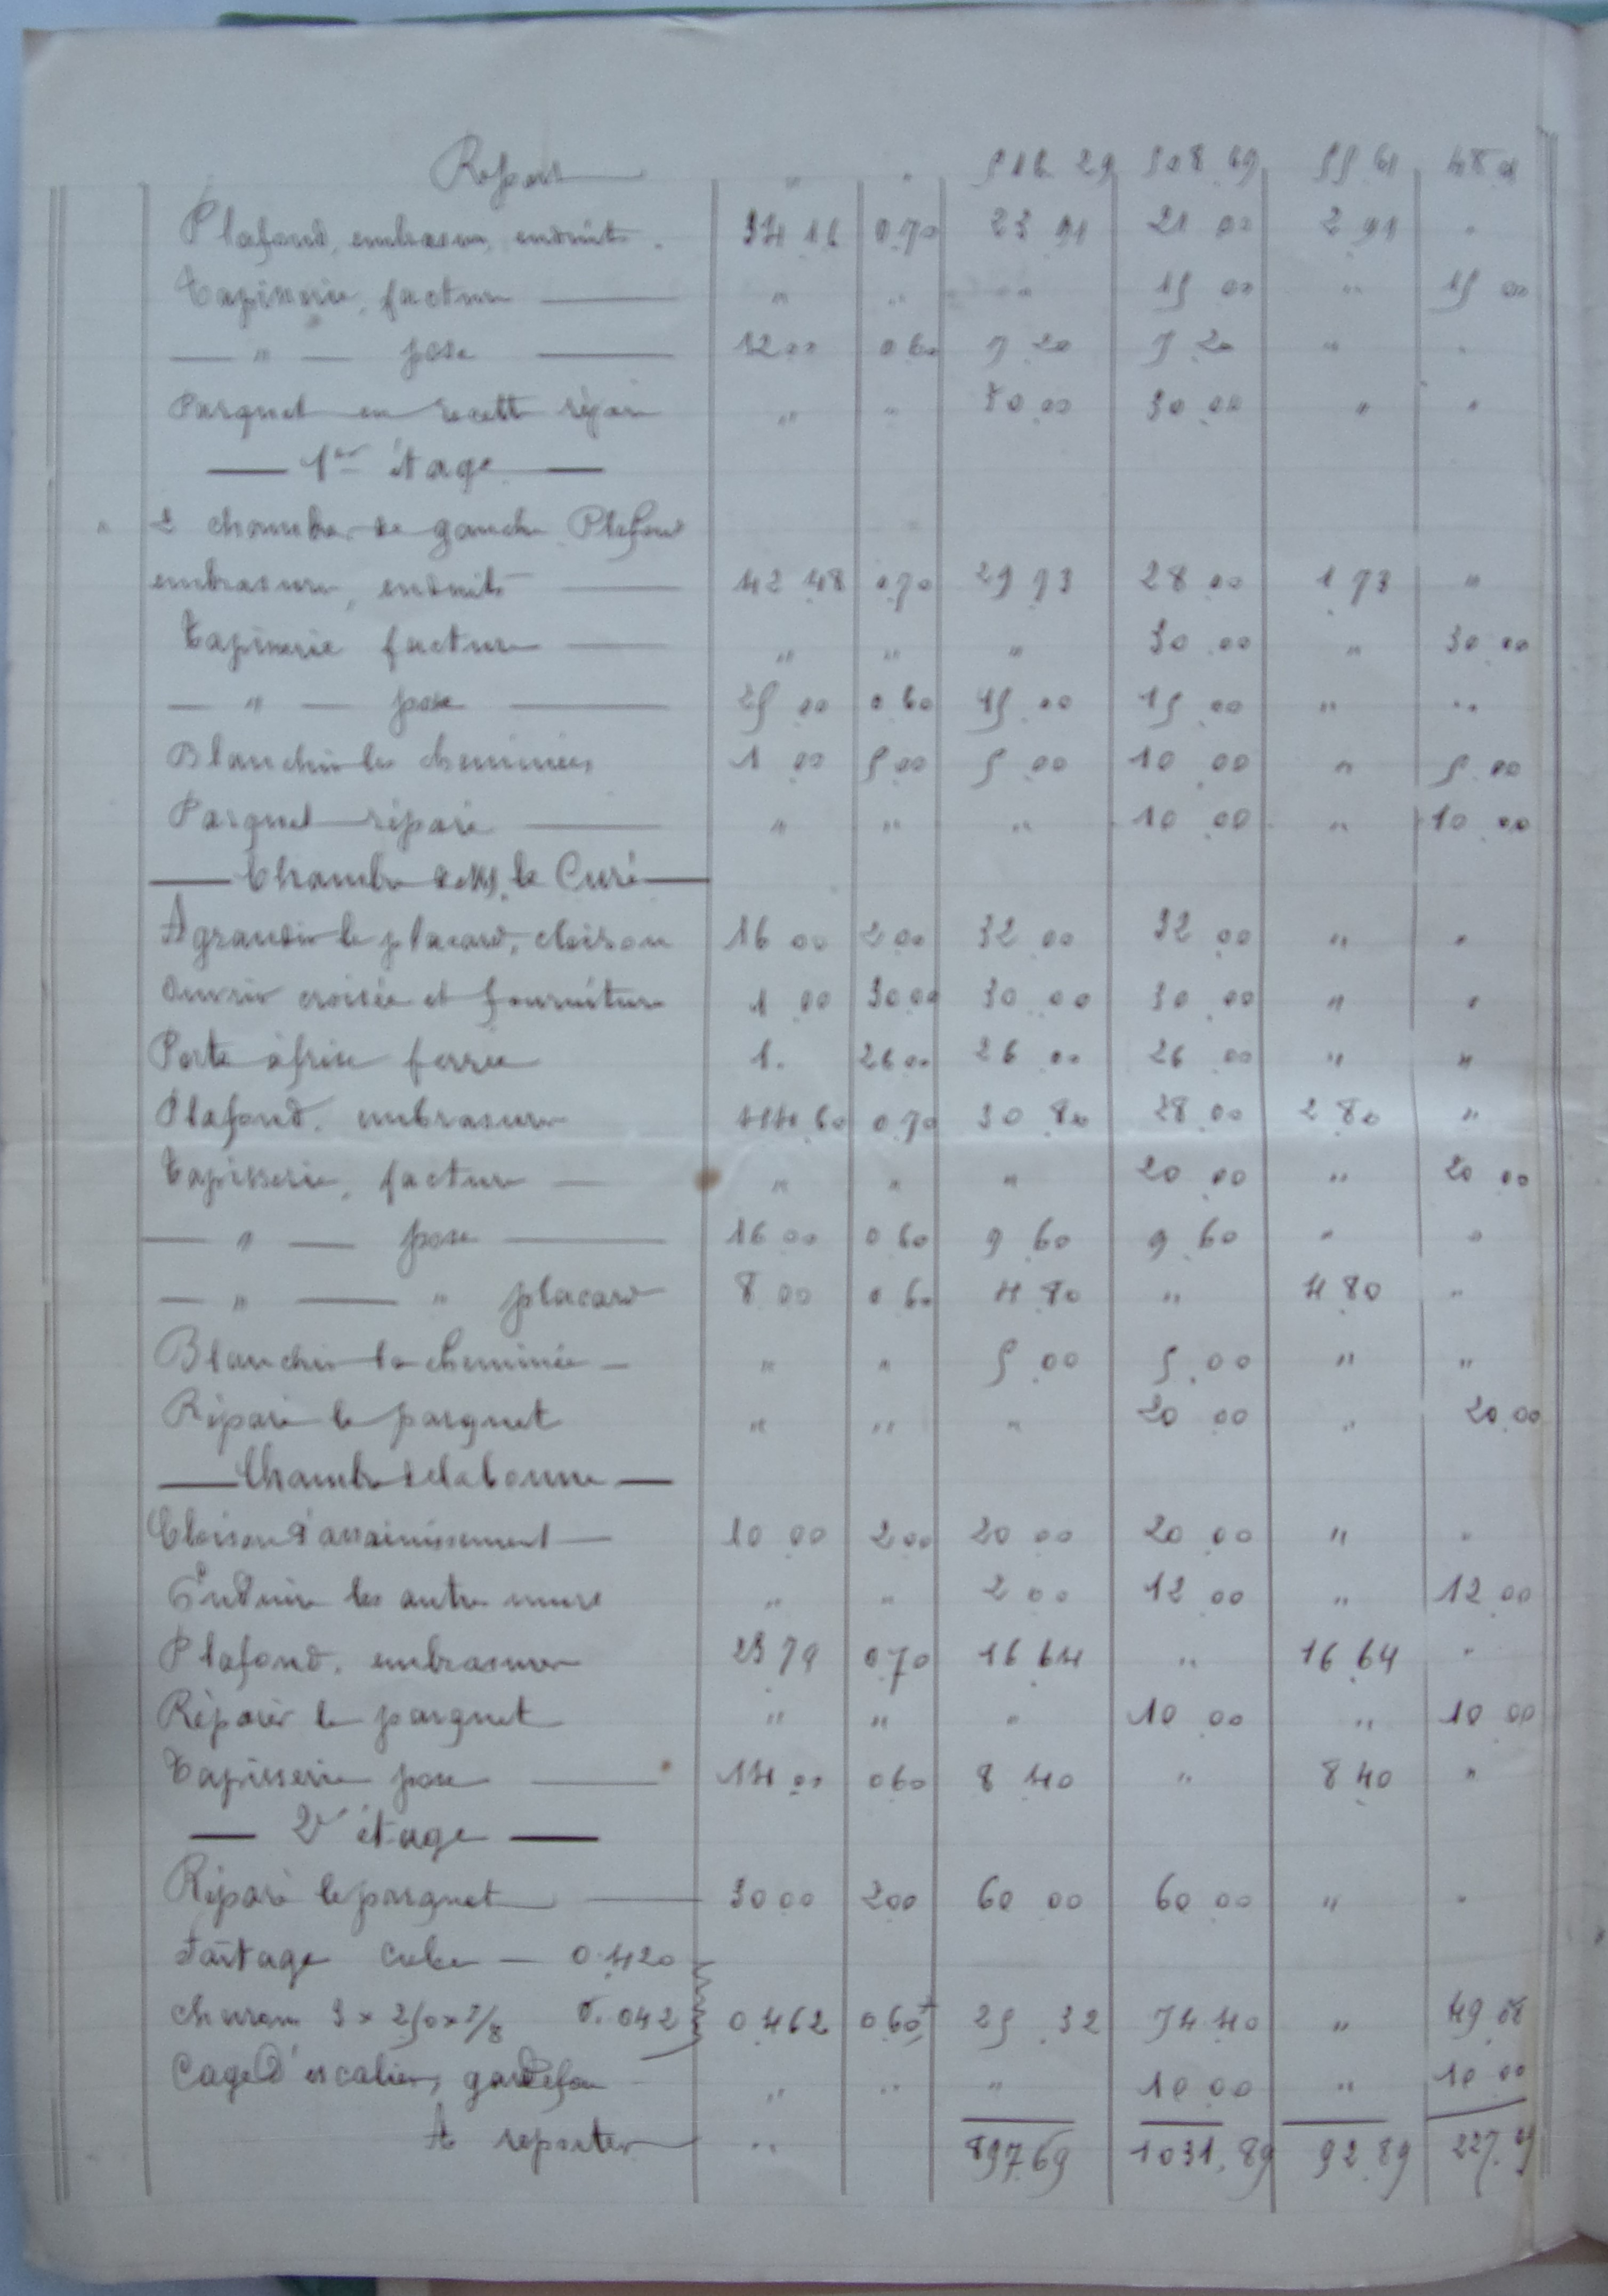 Report " " 516 29 508 69 55 61 48 01
Plafond, embrasure, enduits. 34 16 0.70 23 91 21 00 2 91 "
Tapisserie, facture " " " 15 00 " 15 00
— " — pose 12 00 0 60 7 20 7 20 " "
Parquet en recette réparé " " 30 00 30 00 " "
— 1er étage —
" 2 chambres de gauche Plafond
embrasure, enduits 42 48 0.70 29 73 28 00 1 73 "
Tapisserie facture " " " 30 00 " 30 00
— " — pose 25 00 0 60 15 00 15 00 " "
Blanchir les cheminées 1 00 5 00 5 00 10 00 " 5 00
Parquet réparé " " " 10 00 " 10 00
— Chambre de M. le Curé —
Agrandir le placard, cloison 16 00 2 00 32 00 32 00 " "
Ouvrir croisée et fourniture 1 00 30 00 30 00 30 00 " "
Porte à frise ferrée 1. 26 00 26 00 26 00 " "
Plafond. embrasure 44 60 0 70 30 80 28 00 2 80 "
Tapisserie, facture — " " " 20 00 " 20 00
— " — pose 16 00 0 60 9 60 9 60 " "
— " — " placard 8 00 0 60 4 80 " 4 80 "
Blanchir la cheminée — " " 5 00 5 00 " "
Réparé le parquet " " " 20 00 " 20 00
— Chambre de la bonne —
Cloison d'assainissement — 10 00 2 00 20 00 20 00 " "
Enduire les autres murs " " 2 00 12 00 " 12 00
Plafond. embrasure 23 79 0 70 16 64 " 16 64 "
Réparer le parquet " " " 10 00 " 10 00
Tapisserie pose 14 00 0 60 8 40 " 8 40 "
— 2e étage —
Réparé le parquet 30 00 2 00 60 00 60 00 " "
Faîtage cube — 0.420
chevron 3 x 250 x 7/8 0.042 0 462 0 60 25 32 74 40 " 49 08
Cage d'escalier, gardefou " " " 10 00 " 10 00
A reporter " 897 69 1031.89 92.89 227.09